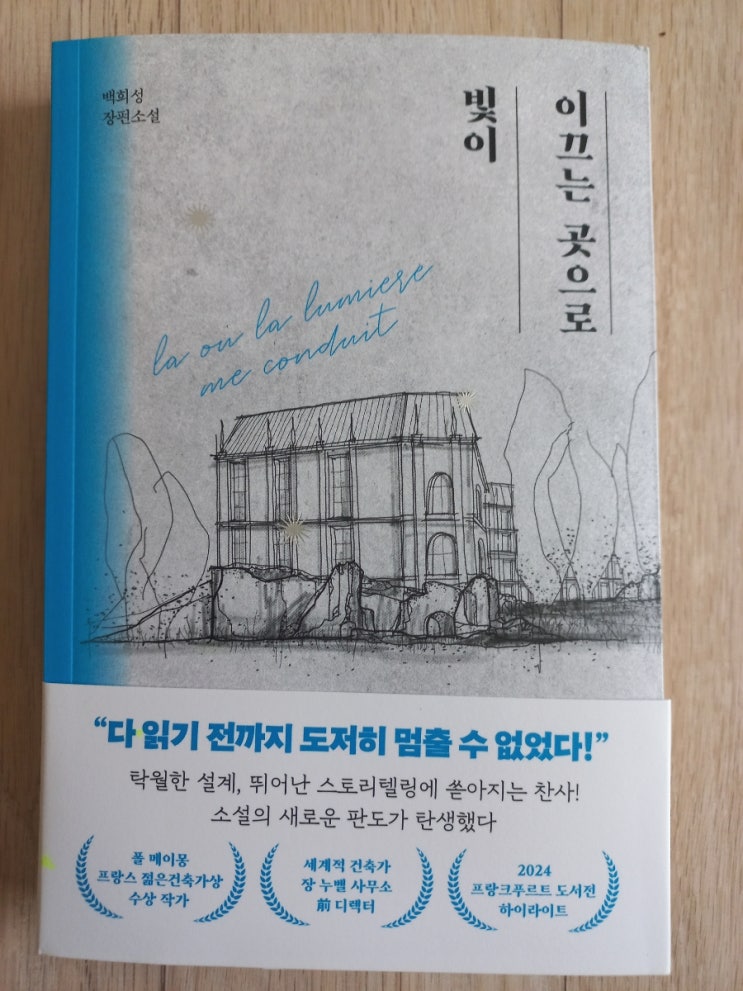 백희성
장편소설
빛이
이끄는 곳으로
la ou la lumiere
me conduit
“다 읽기 전까지 도저히 멈출 수 없었다!”
탁월한 설계, 뛰어난 스토리텔링에 쏟아지는 찬사!
소설의 새로운 판도가 탄생했다
폴 메이몽
프랑스 젊은건축가상
수상 작가
세계적 건축가
장 누벨 사무소
前 디렉터
2024
프랑크푸르트 도서전
하이라이트